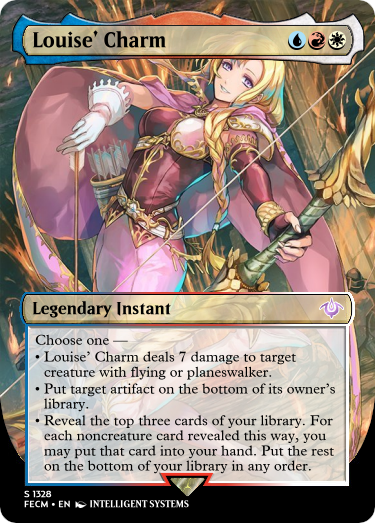 Louise' Charm
Legendary Instant
Choose one —
• Louise' Charm deals 7 damage to target
creature with flying or planeswalker.
• Put target artifact on the bottom of its owner's
library.
• Reveal the top three cards of your library. For
each noncreature card revealed this way, you
may put that card into your hand. Put the rest
on the bottom of your library in any order.
S 1328
FECM • EN INTELLIGENT SYSTEMS